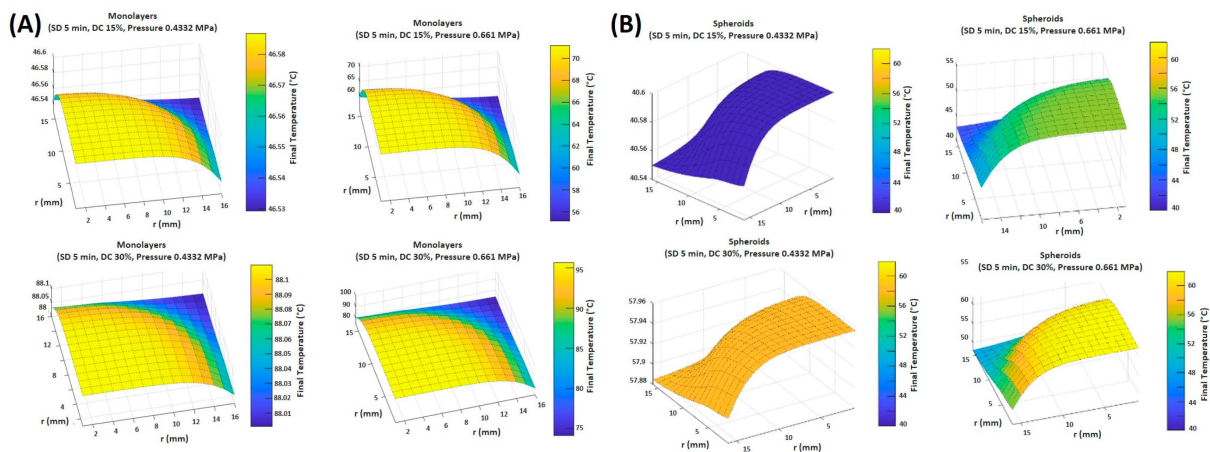 (A)
Monolayers
(SD 5 min, DC 15%, Pressure 0.4332 MPa)
46.6
46.58
46.56
46.54
15
10
5
r (mm)
2 4 6 8 10 12 14 16
r (mm)
46.58
46.57
46.56
46.55
46.54
46.53
Final Temperature (°C)
Monolayers
(SD 5 min, DC 15%, Pressure 0.661 MPa)
70
65
60
15
10
5
r (mm)
2 4 6 8 10 12 14 16
r (mm)
70
68
66
64
62
60
58
56
Final Temperature (°C)
(B)
Spheroids
(SD 5 min, DC 15%, Pressure 0.4332 MPa)
40.6
40.58
40.56
40.54
15
10
5
r (mm)
15
10
5
r (mm)
60
56
52
48
44
40
Final Temperature (°C)
Spheroids
(SD 5 min, DC 15%, Pressure 0.661 MPa)
55
50
45
40
15
10
5
r (mm)
14 10 6 2
r (mm)
60
56
52
48
44
40
Final Temperature (°C)
Monolayers
(SD 5 min, DC 30%, Pressure 0.4332 MPa)
88.1
88.05
88
16
12
8
4
r (mm)
2 4 6 8 10 12 14 16
r (mm)
88.1
88.09
88.08
88.07
88.06
88.05
88.04
88.03
88.02
88.01
Final Temperature (°C)
Monolayers
(SD 5 min, DC 30%, Pressure 0.661 MPa)
100
90
80
15
10
5
r (mm)
2 4 6 8 10 12 14 16
r (mm)
95
90
85
80
75
Final Temperature (°C)
Spheroids
(SD 5 min, DC 30%, Pressure 0.4332 MPa)
57.96
57.94
57.92
57.9
57.88
15
10
5
r (mm)
15
10
5
r (mm)
60
56
52
48
44
40
Final Temperature (°C)
55
Spheroids
(SD 5 min, DC 30%, Pressure 0.661 MPa)
60
55
50
15
10
5
r (mm)
15
10
5
r (mm)
60
56
52
48
44
40
Final Temperature (°C)